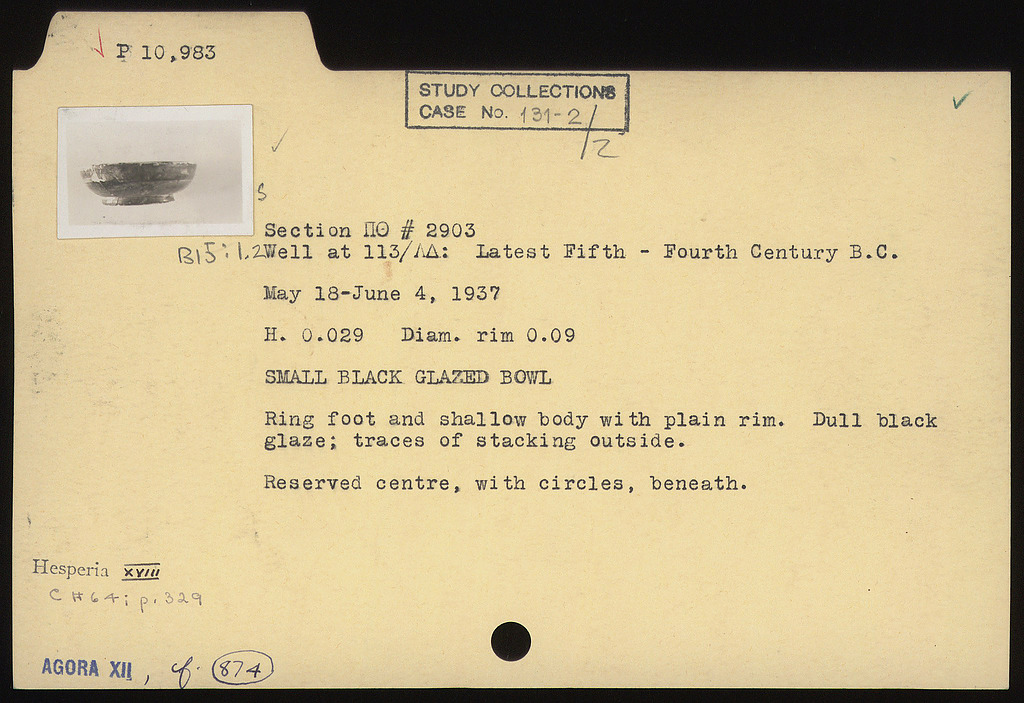 P 10,983
STUDY COLLECTIONS
CASE No. 131-2/2
S
Section ΠΘ # 2903
B15:1.2 Well at 113/ΛΔ: Latest Fifth - Fourth Century B.C.
May 18-June 4, 1937
H. 0.029 Diam. rim 0.09
SMALL BLACK GLAZED BOWL
Ring foot and shallow body with plain rim. Dull black
glaze; traces of stacking outside.
Reserved centre, with circles, beneath.
Hesperia XVIII
C #64; p. 329
AGORA XII, cf. 874